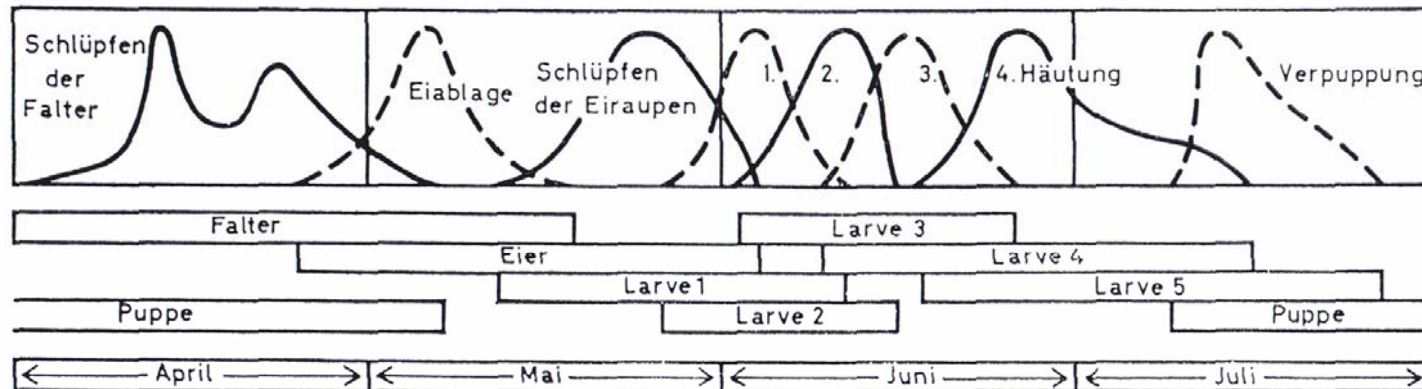 Schlüpfen
der
Falter
Eiablage
Schlüpfen
der Eiraupen
1.
2.
3.
4. Häutung
Verpuppung
Falter
Larve 3
Eier
Larve 4
Larve 1
Larve 5
Puppe
Larve 2
Puppe
April
Mai
Juni
Juli